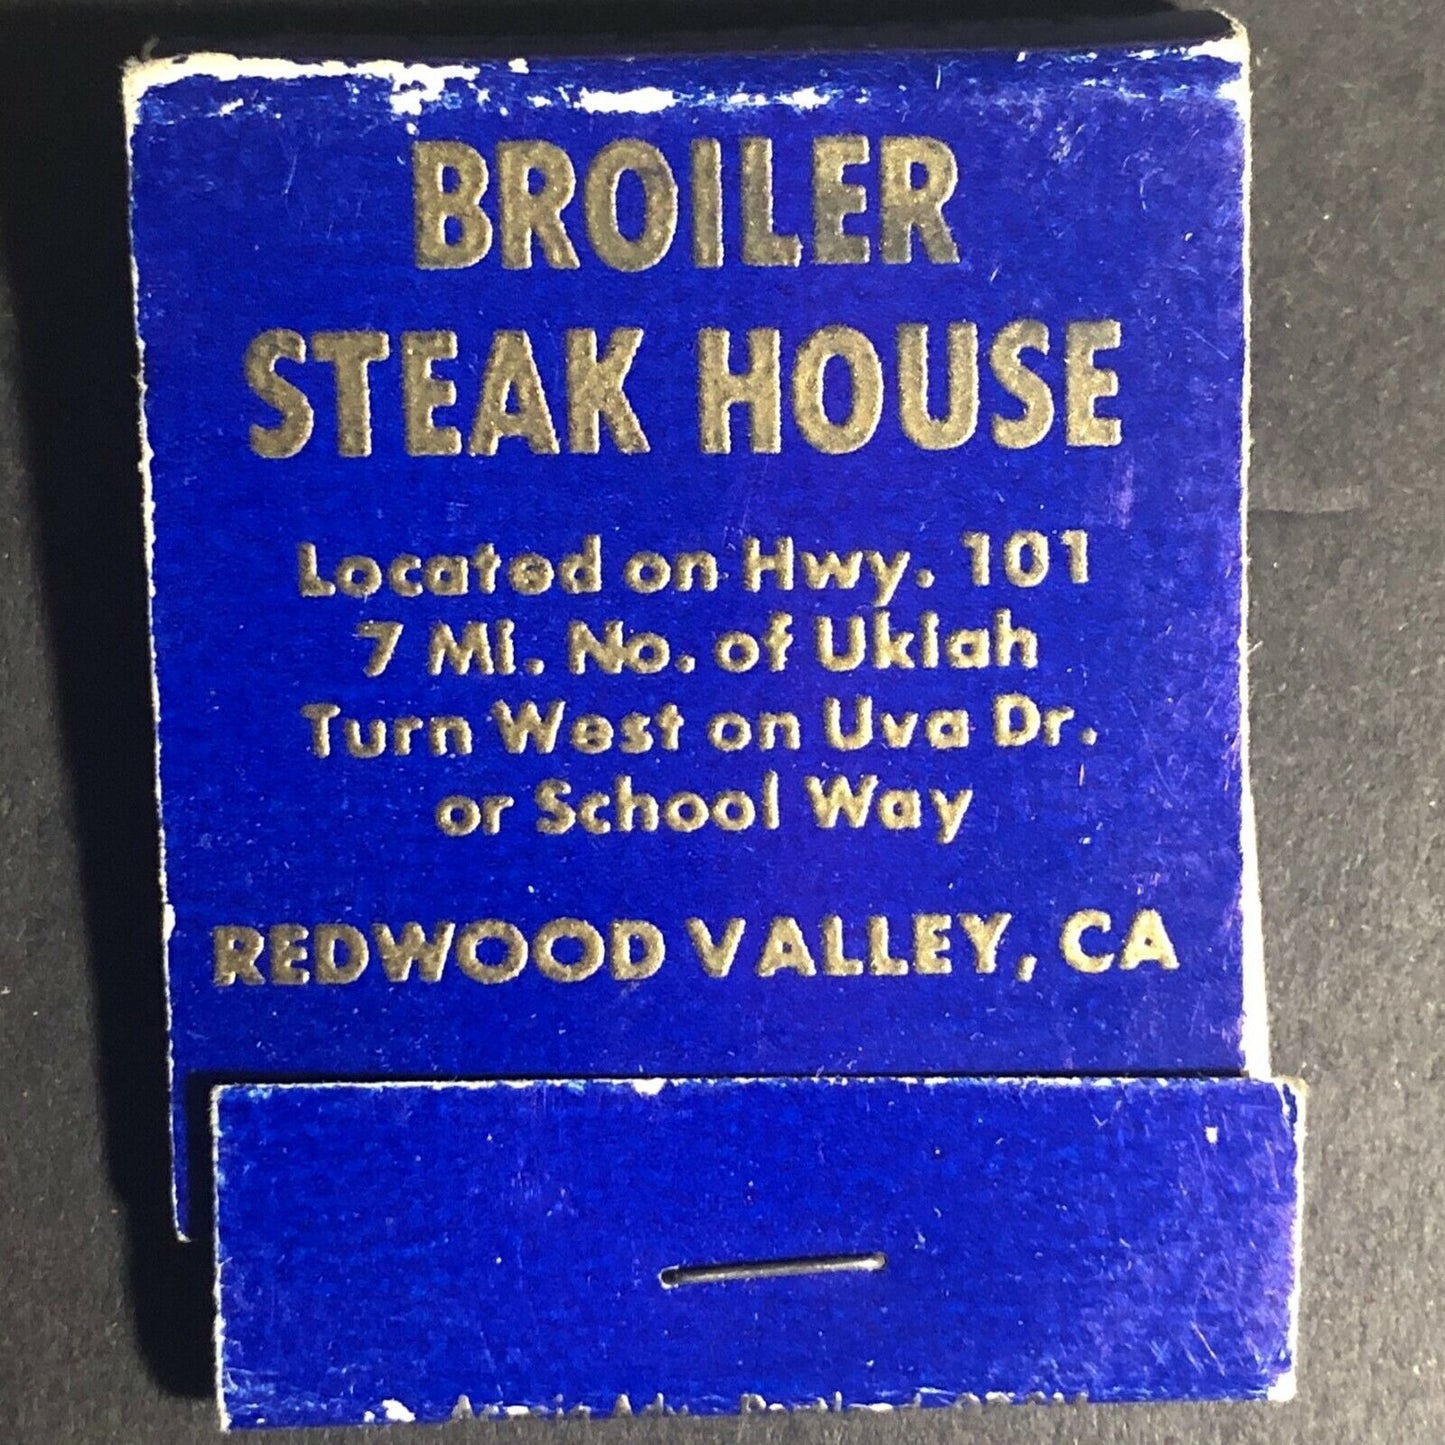 BROILER
STEAK HOUSE
Located on Hwy. 101
7 Mi. No. of Ukiah
Turn West on Uva Dr.
or School Way
REDWOOD VALLEY, CA